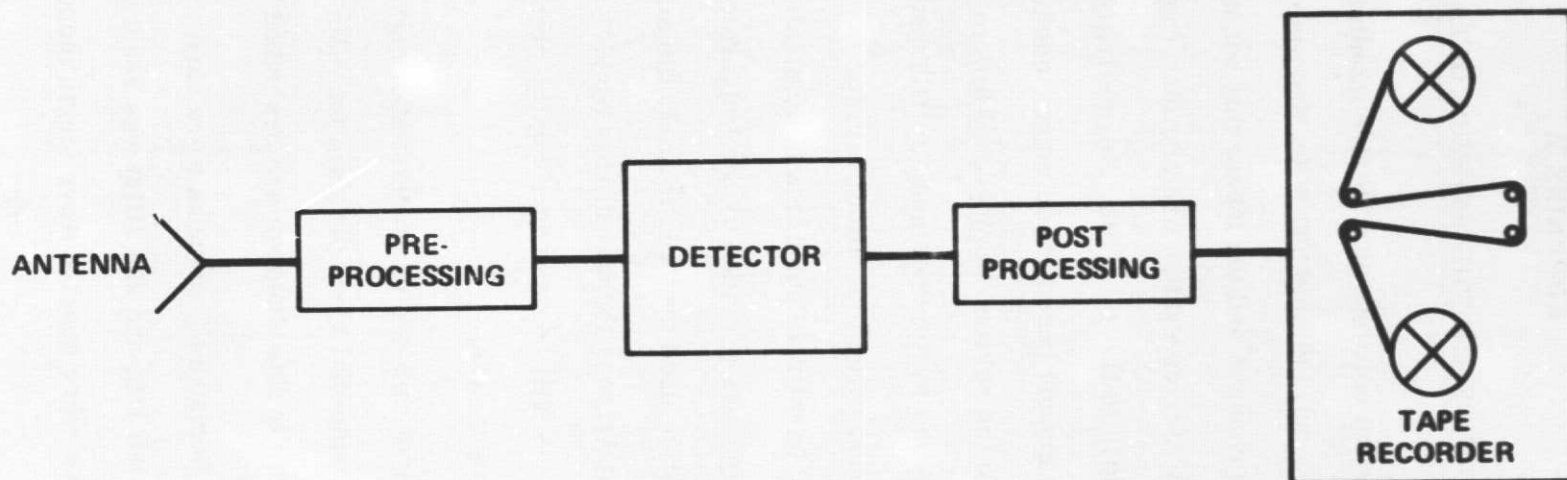 ANTENNA
PRE-
PROCESSING
DETECTOR
POST
PROCESSING
TAPE
RECORDER